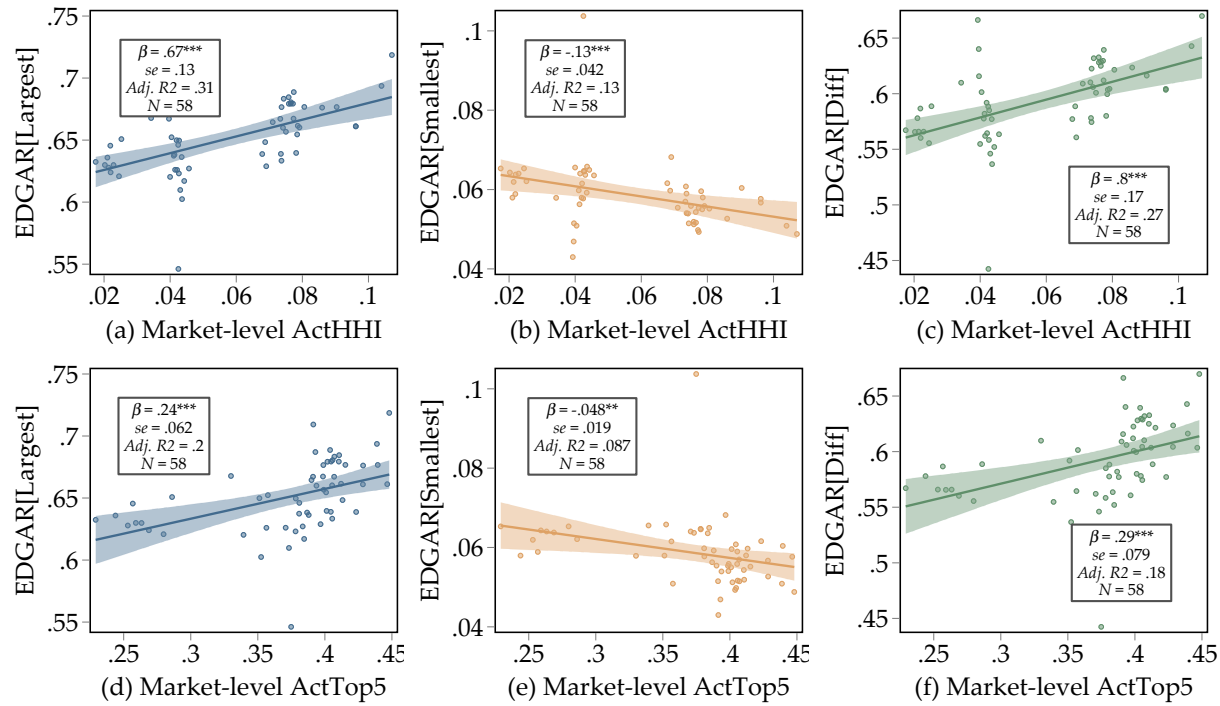 .75
.7
.65
.6
.55
EDGAR[Largest]
β = .67***
se = .13
Adj. R2 = .31
N = 58
.02 .04 .06 .08 .1
(a) Market-level ActHHI
.1
.08
.06
.04
EDGAR[Smallest]
β = -.13***
se = .042
Adj. R2 = .13
N = 58
.02 .04 .06 .08 .1
(b) Market-level ActHHI
.65
.6
.55
.5
.45
EDGAR[Diff]
β = .8***
se = .17
Adj. R2 = .27
N = 58
.02 .04 .06 .08 .1
(c) Market-level ActHHI
.75
.7
.65
.6
.55
EDGAR[Largest]
β = .24***
se = .062
Adj. R2 = .2
N = 58
.25 .3 .35 .4 .45
(d) Market-level ActTop5
.1
.08
.06
.04
EDGAR[Smallest]
β = -.048**
se = .019
Adj. R2 = .087
N = 58
.25 .3 .35 .4 .45
(e) Market-level ActTop5
.65
.6
.55
.5
.45
EDGAR[Diff]
β = .29***
se = .079
Adj. R2 = .18
N = 58
.25 .3 .35 .4 .45
(f) Market-level ActTop5